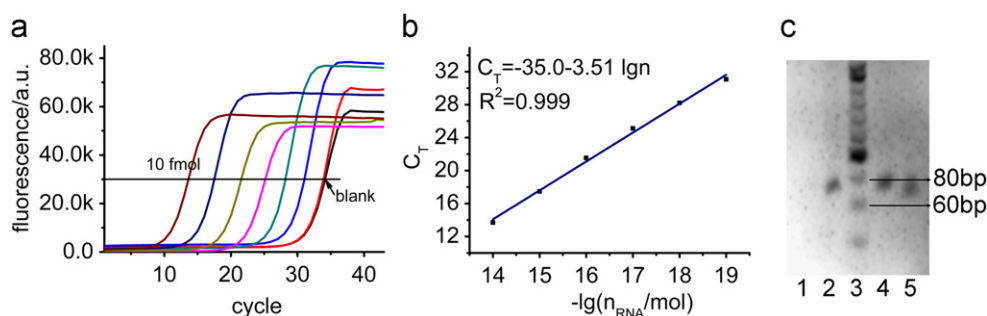 a
80.0k
60.0k
40.0k
20.0k
0.0
fluorescence/a.u.
10 fmol
blank
10 20 30 40
cycle
b
32
28
24
20
16
12
C_T
C_T=-35.0-3.51 lgn
R²=0.999
14 15 16 17 18 19
-lg(n_RNA/mol)
c
80bp
60bp
1 2 3 4 5